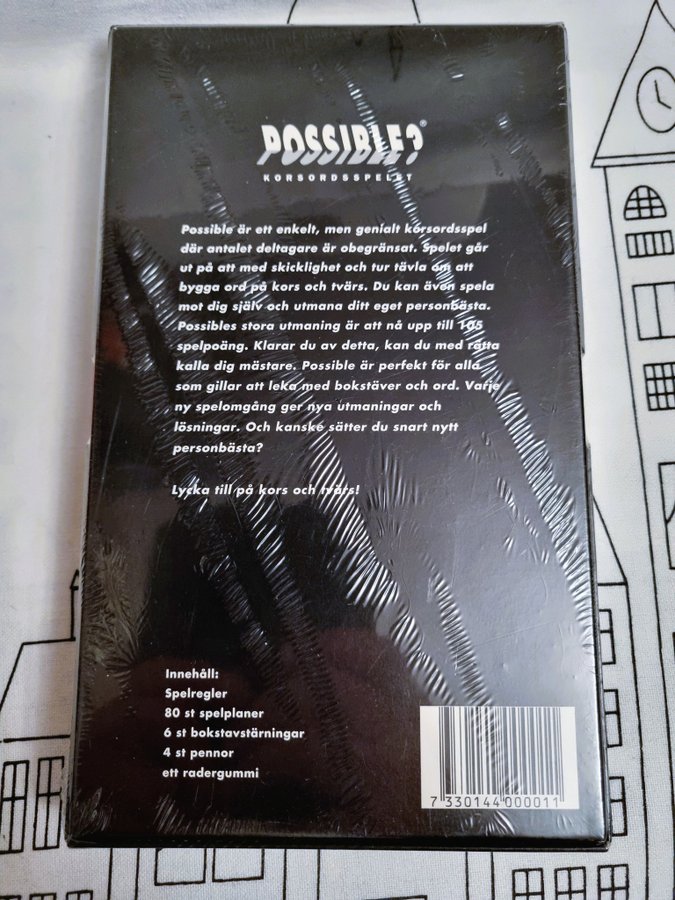 POSSIBLE?®
KORSORDSSPELET
Possible är ett enkelt, men genialt korsordsspel
där antalet deltagare är obegränsat. Spelet går
ut på att med skicklighet och tur tävla om att
bygga ord på kors och tvärs. Du kan även spela
mot dig själv och utmana ditt eget personbästa.
Possibles stora utmaning är att nå upp till 105
spelpoäng. Klarar du av detta, kan du med rätta
kalla dig mästare. Possible är perfekt för alla
som gillar att leka med bokstäver och ord. Varje
ny spelomgång ger nya utmaningar och
lösningar. Och kanske sätter du snart nytt
personbästa?
Lycka till på kors och tvärs!
Innehåll:
Spelregler
80 st spelplaner
6 st bokstavstärningar
4 st pennor
ett radergummi
7 330144 000011